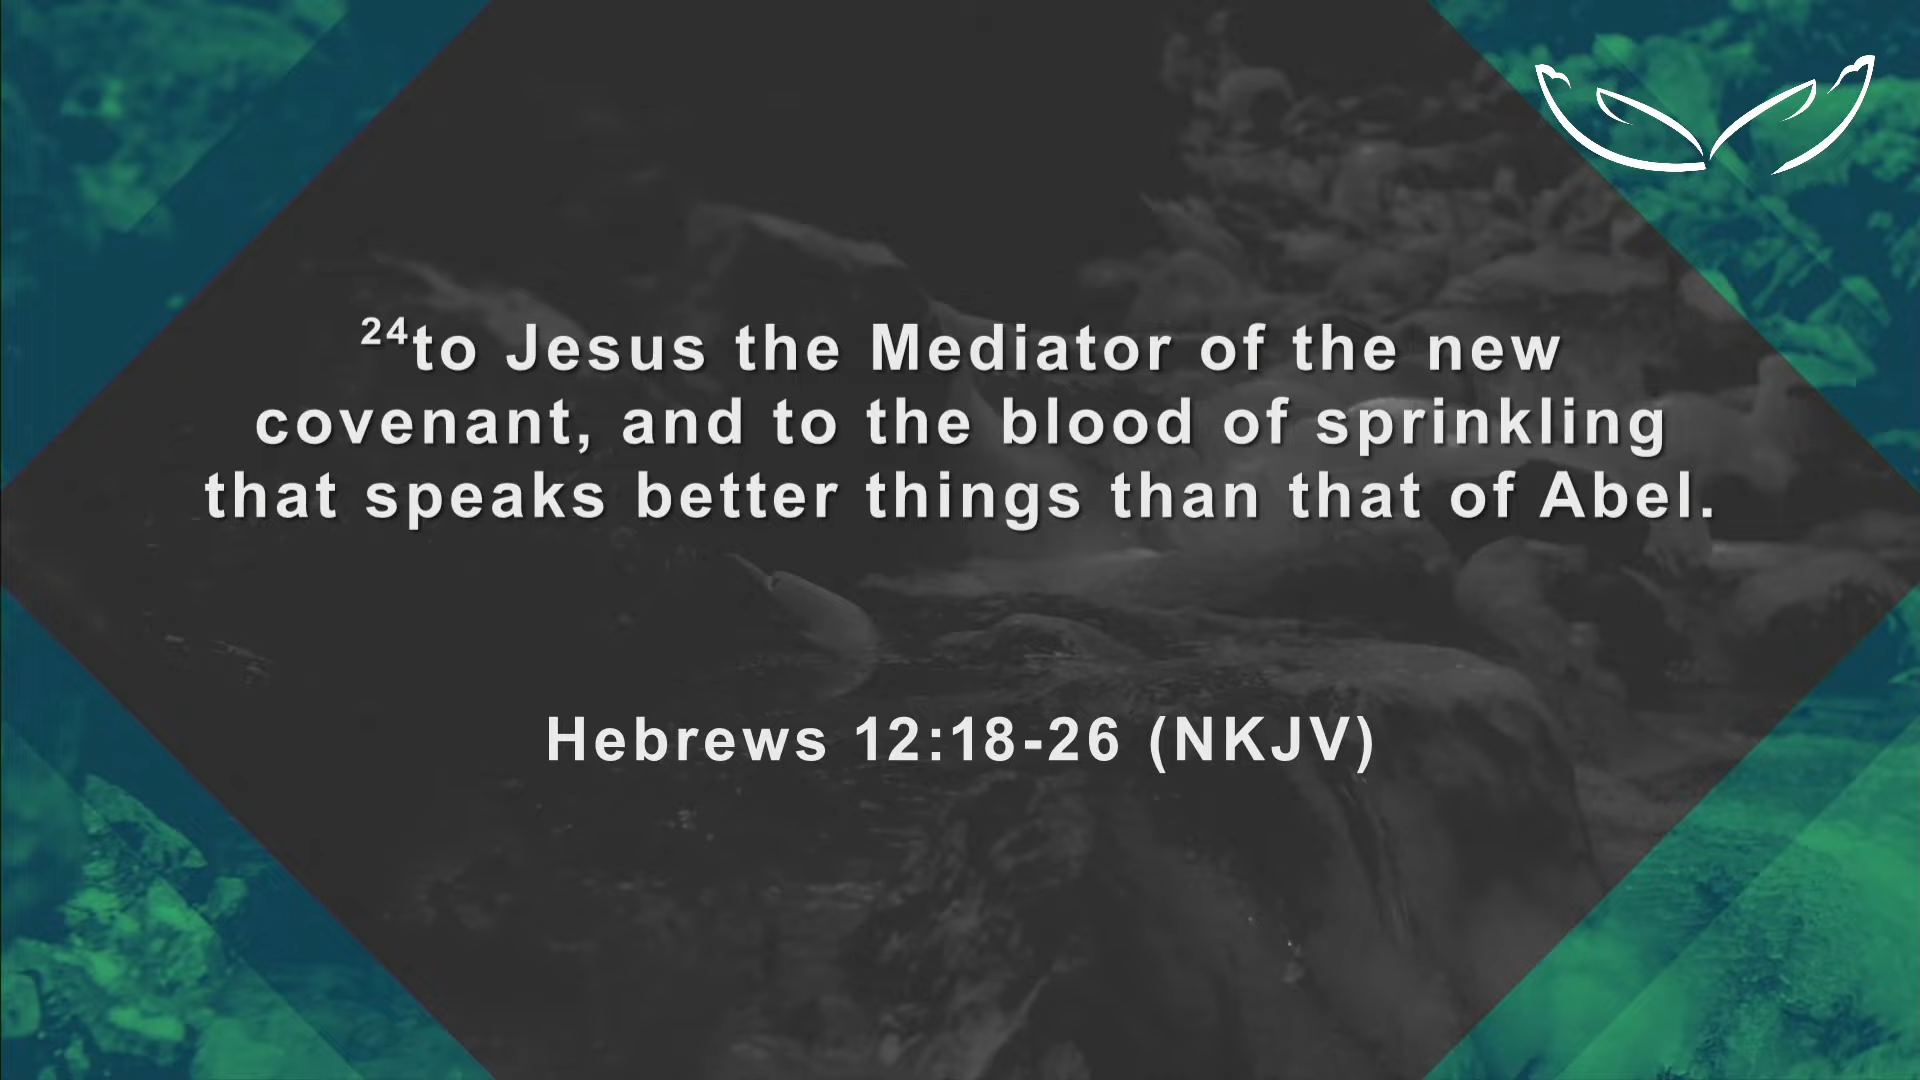 ²⁴to Jesus the Mediator of the new
covenant, and to the blood of sprinkling
that speaks better things than that of Abel.
Hebrews 12:18-26 (NKJV)